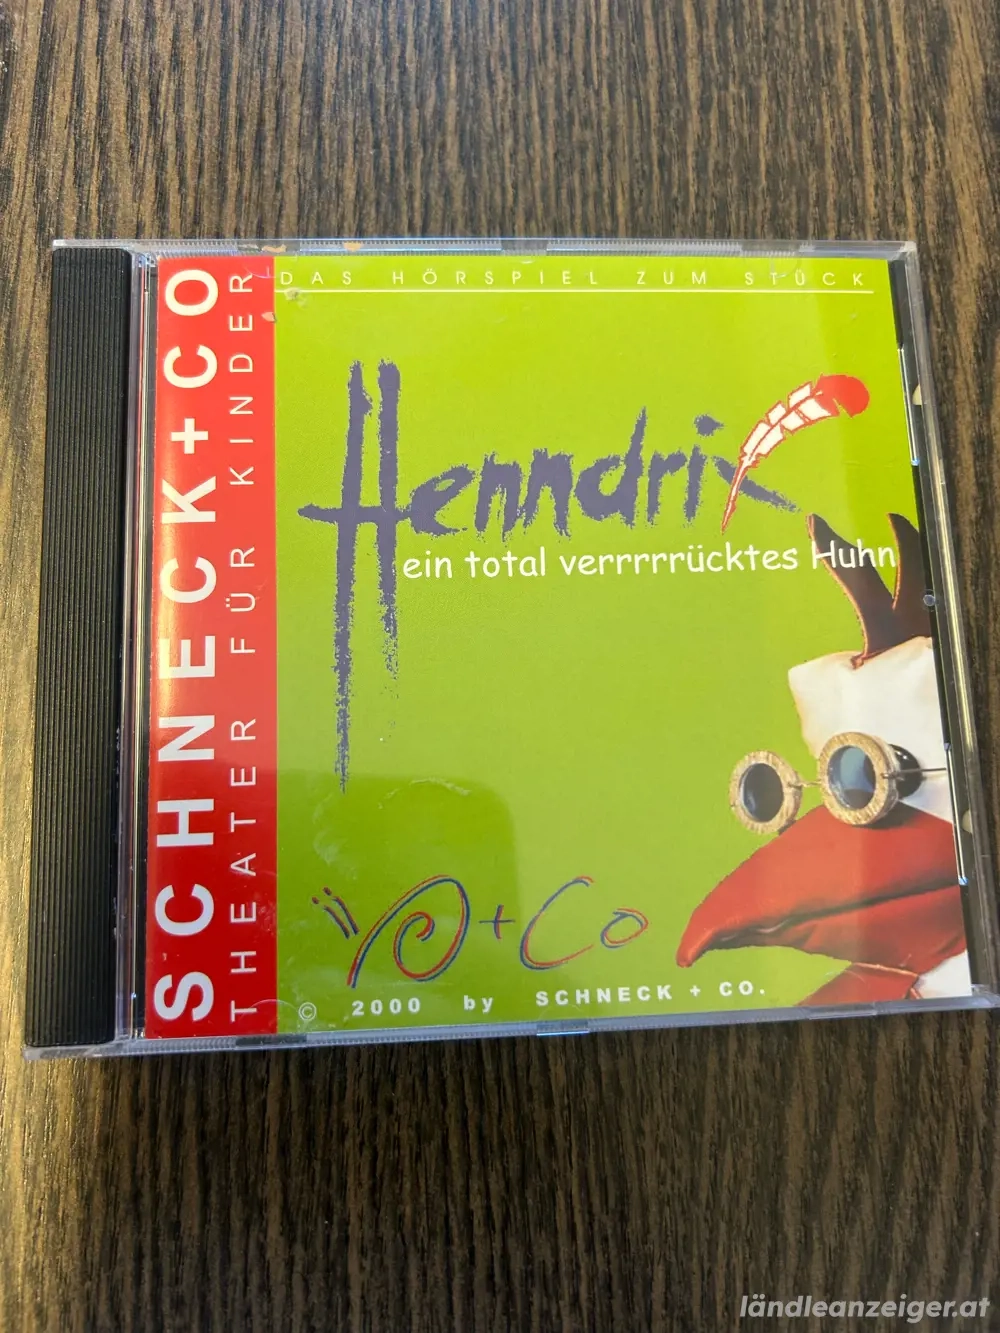 SCHNECK+CO
THEATER FÜR KINDER
DAS HÖRSPIEL ZUM STÜCK
Henndrix
ein total verrrrrrücktes Huhn
+ Co
© 2000 by SCHNECK + CO.
ländleanzeiger.at